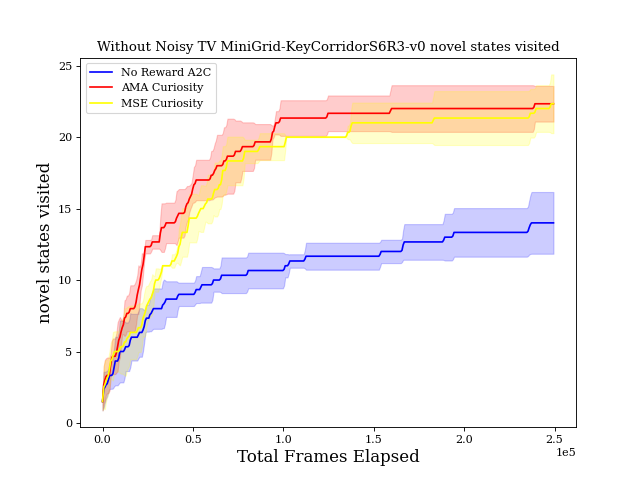 Without Noisy TV MiniGrid-KeyCorridorS6R3-v0 novel states visited
No Reward A2C
AMA Curiosity
MSE Curiosity
novel states visited
25
20
15
10
5
0
0.0
0.5
1.0
1.5
2.0
2.5
1e5
Total Frames Elapsed